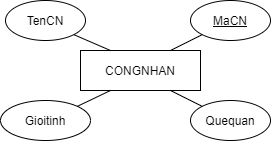 TenCN
MaCN
CONGNHAN
Gioitinh
Quequan